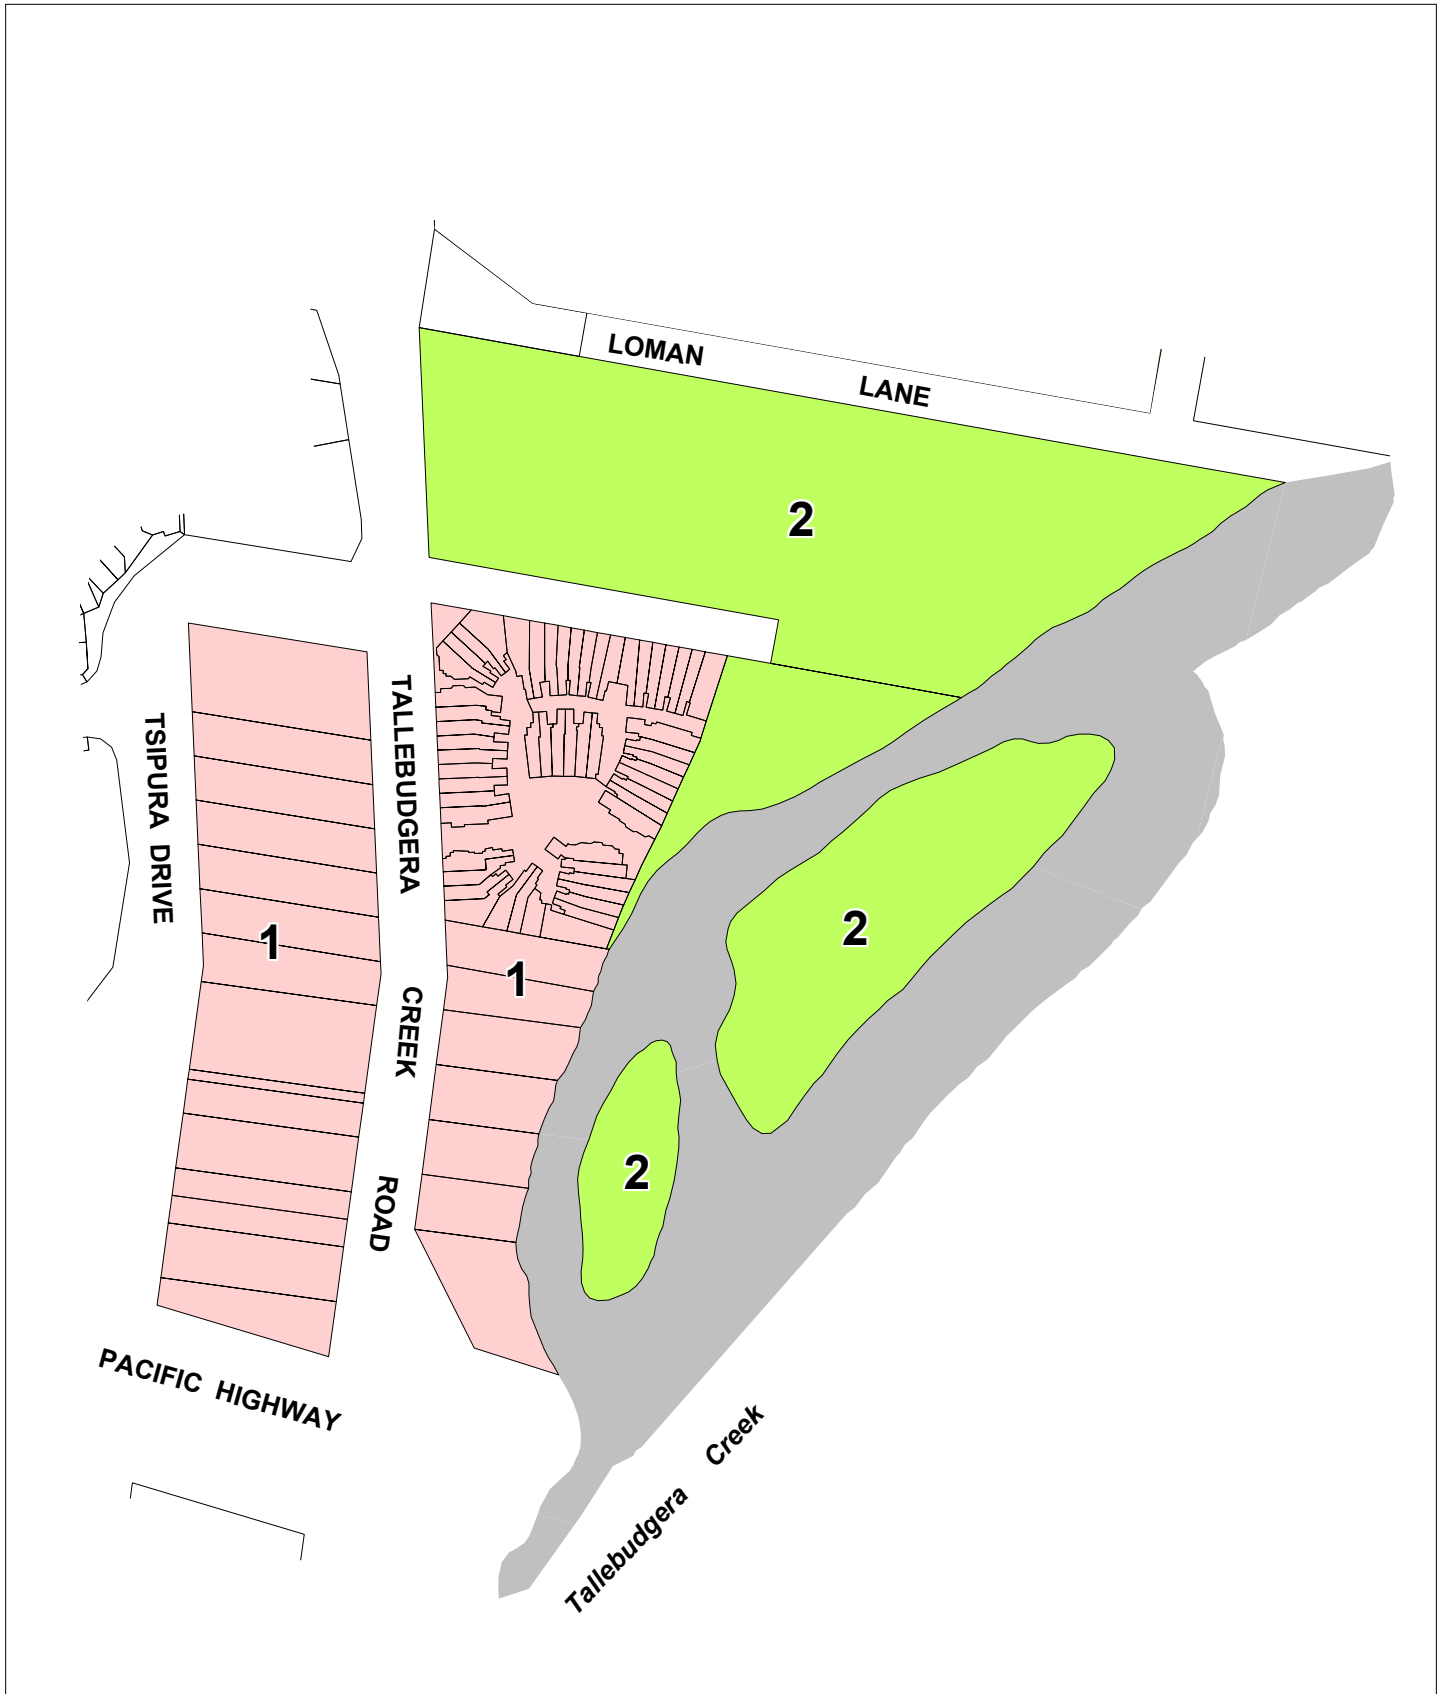 LOMAN LANE
2
TSIPURA DRIVE
TALLEBUDGERA CREEK ROAD
1
1
2
2
PACIFIC HIGHWAY
Tallebudgera Creek